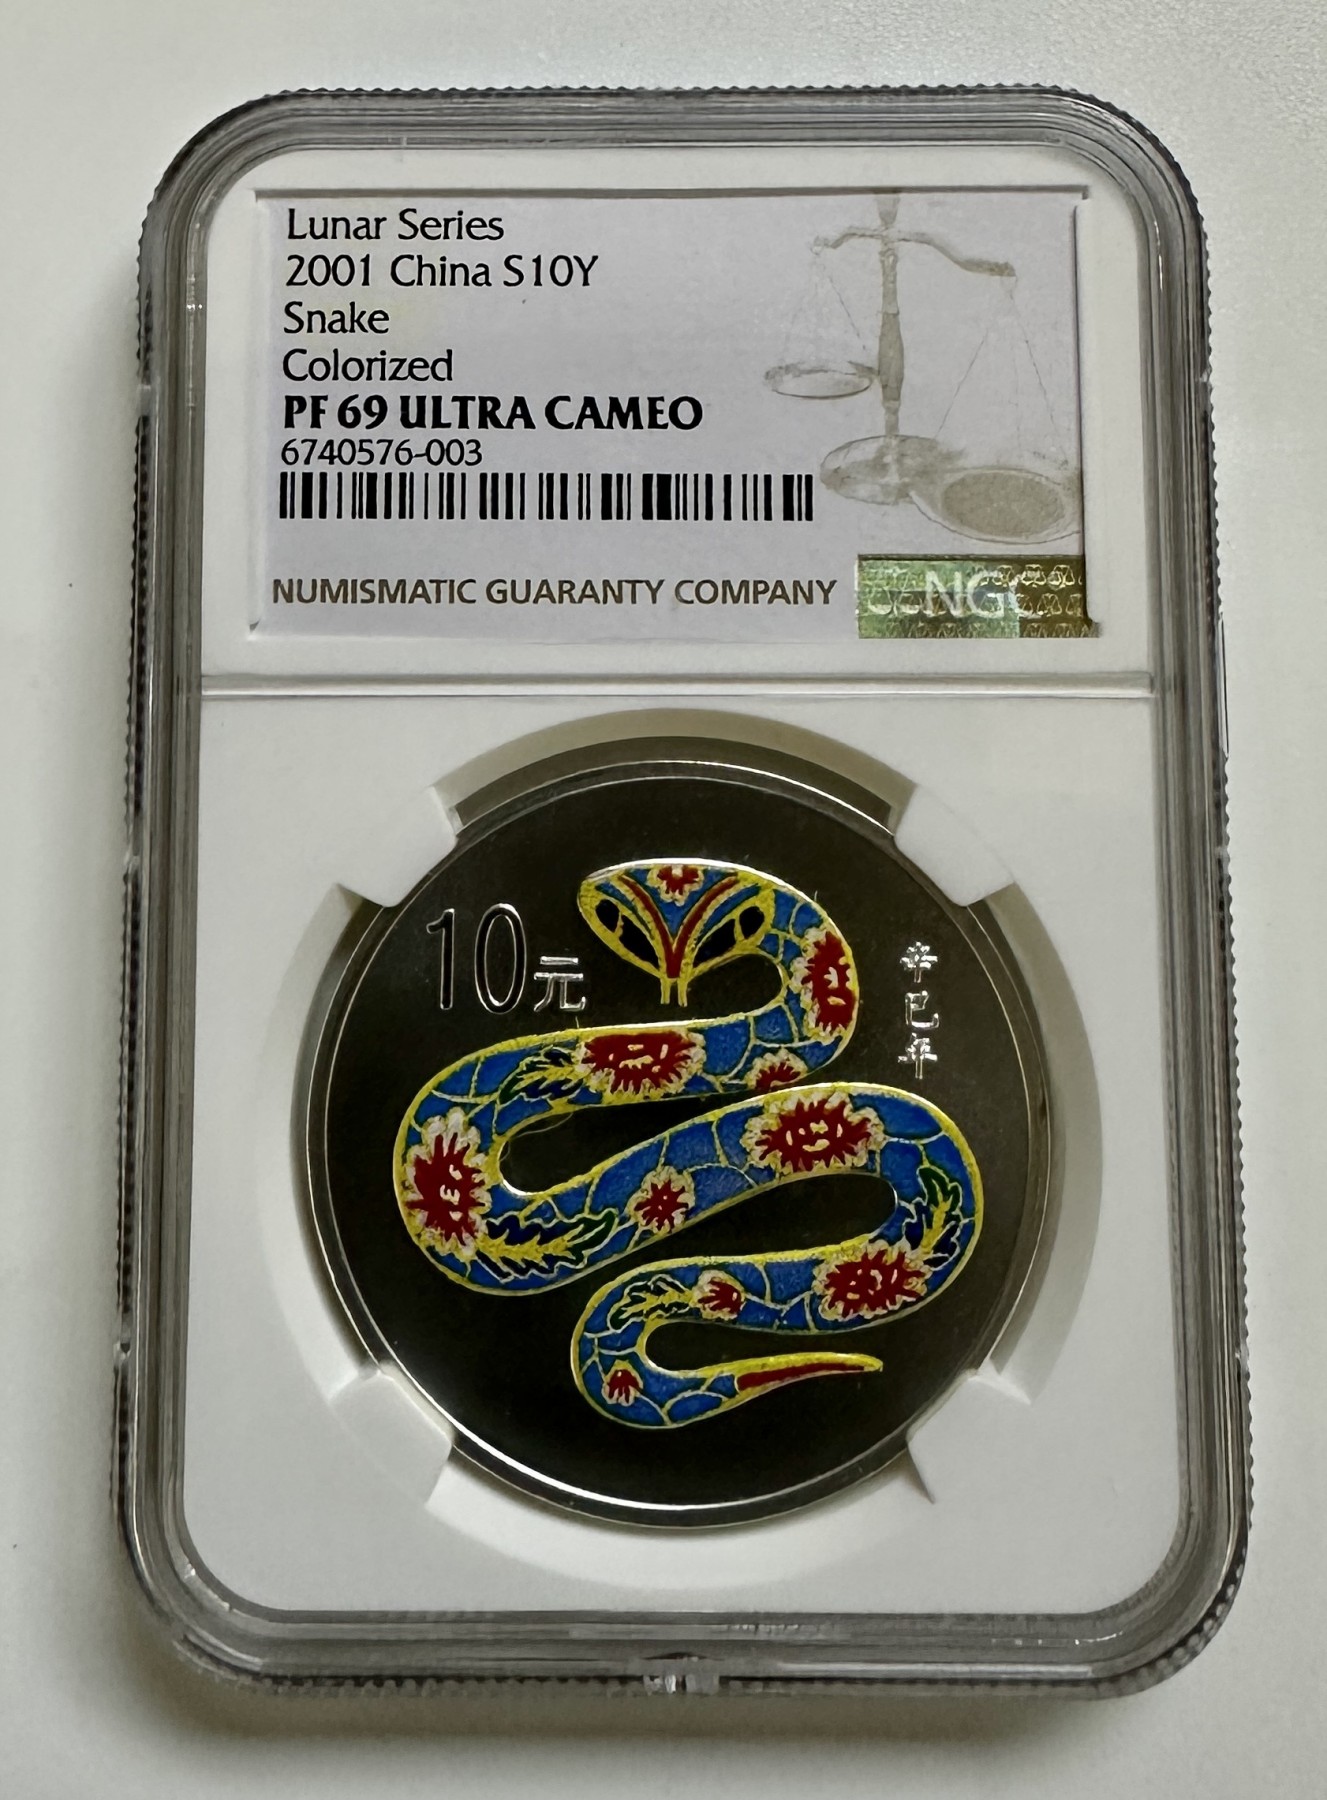 Lunar Series
2001 China S10Y
Snake
Colorized
PF 69 ULTRA CAMEO
6740576-003
NUMISMATIC GUARANTY COMPANY
NGC
10元
辛巳年